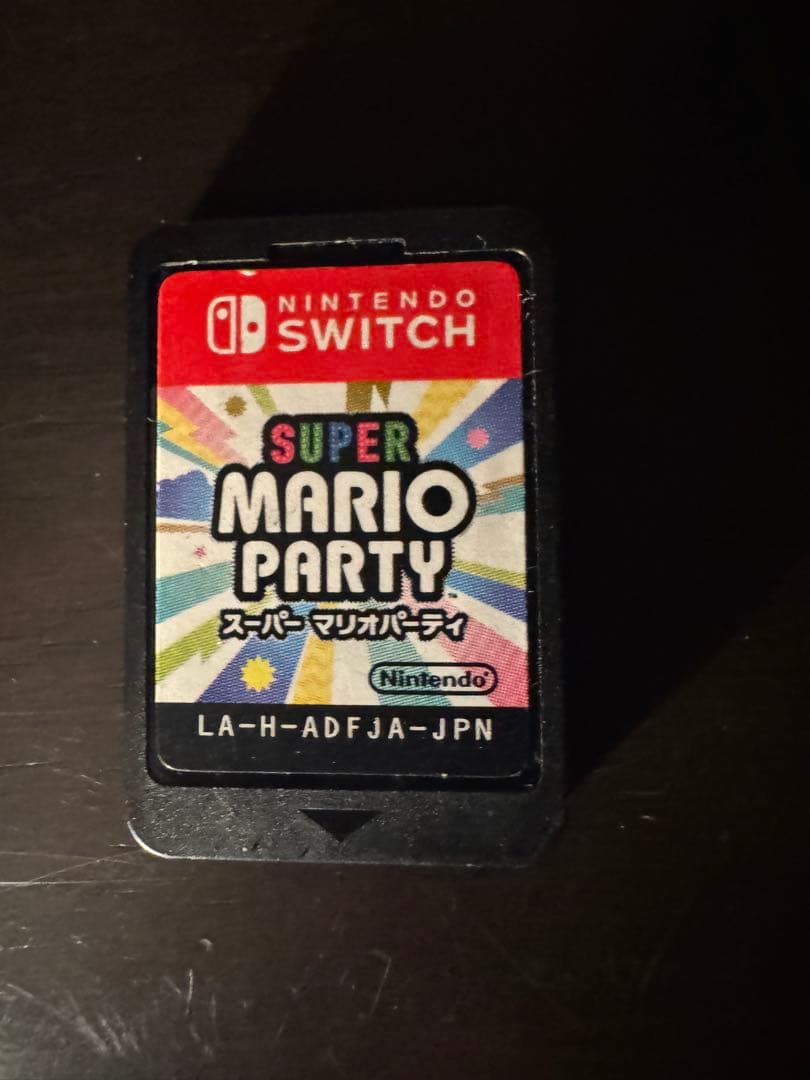 NINTENDO
SWITCH
SUPER
MARIO
PARTY™
スーパー マリオパーティ
Nintendo®
LA-H-ADFJA-JPN